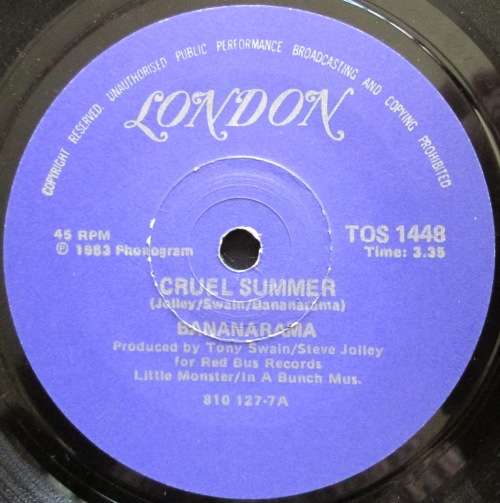 COPYRIGHT RESERVED. UNAUTHORISED PUBLIC PERFORMANCE BROADCASTING AND COPYING PROHIBITED
LONDON
45 RPM
Ⓟ 1983 Phonogram
TOS 1448
Time: 3.35
CRUEL SUMMER
(Jolley/Swain/Bananarama)
BANANARAMA
Produced by Tony Swain/Steve Jolley
for Red Bus Records
Little Monster/In A Bunch Mus.
810 127-7A